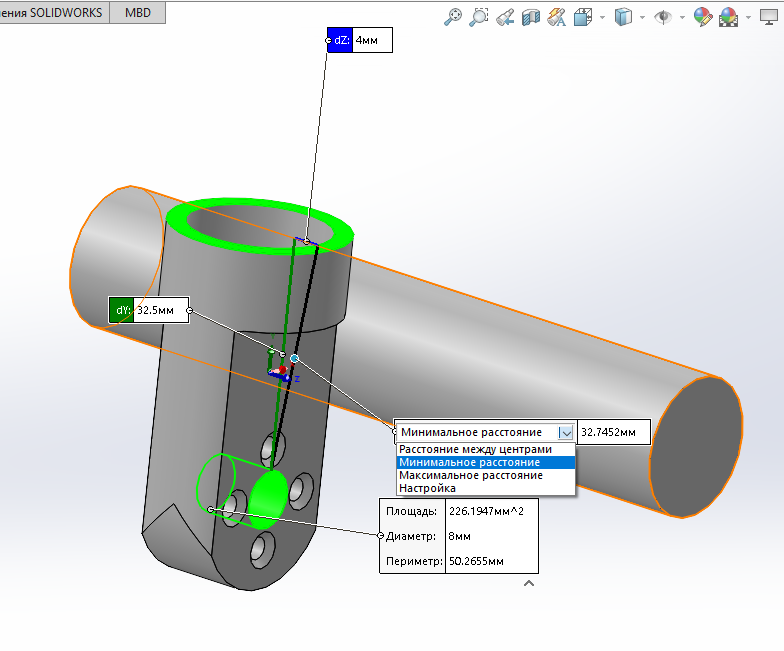 ения SOLIDWORKS
MBD
dZ: 4мм
dY: 32.5мм
z
Минимальное расстояние
32.7452мм
Расстояние между центрами
Минимальное расстояние
Максимальное расстояние
Настройка
Площадь: 226.1947мм^2
Диаметр: 8мм
Периметр: 50.2655мм